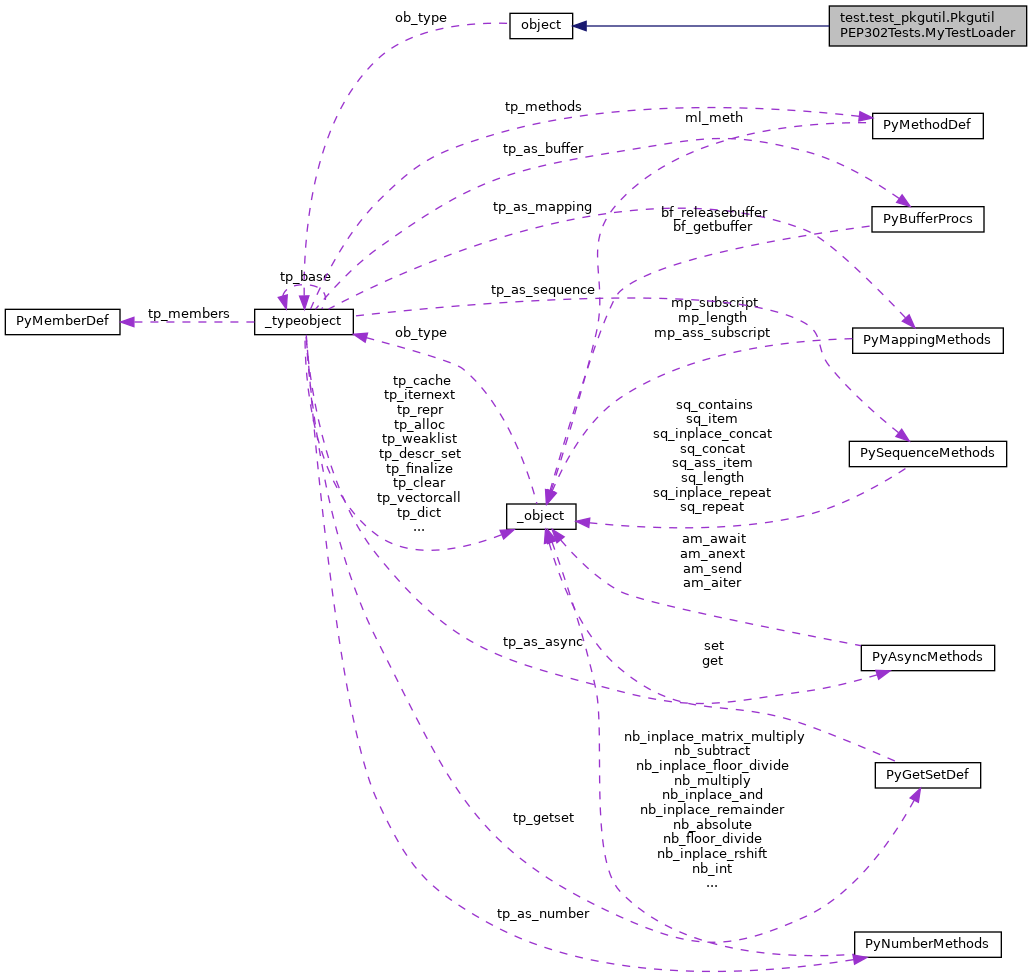 ob_type
object
test.test_pkgutil.Pkgutil
PEP302Tests.MyTestLoader
tp_methods
ml_meth
PyMethodDef
tp_as_buffer
tp_as_mapping
bf_releasebuffer
bf_getbuffer
PyBufferProcs
tp_base
tp_as_sequence
mp_subscript
mp_length
mp_ass_subscript
PyMemberDef
tp_members
_typeobject
ob_type
PyMappingMethods
tp_cache
tp_iternext
tp_repr
tp_alloc
tp_weaklist
tp_descr_set
tp_finalize
tp_clear
tp_vectorcall
tp_dict
...
sq_contains
sq_item
sq_inplace_concat
sq_concat
sq_ass_item
sq_length
sq_inplace_repeat
sq_repeat
PySequenceMethods
_object
am_await
am_anext
am_send
am_aiter
tp_as_async
set
get
PyAsyncMethods
nb_inplace_matrix_multiply
nb_subtract
nb_inplace_floor_divide
nb_multiply
nb_inplace_and
nb_inplace_remainder
nb_absolute
nb_floor_divide
nb_inplace_rshift
nb_int
...
PyGetSetDef
tp_getset
tp_as_number
PyNumberMethods